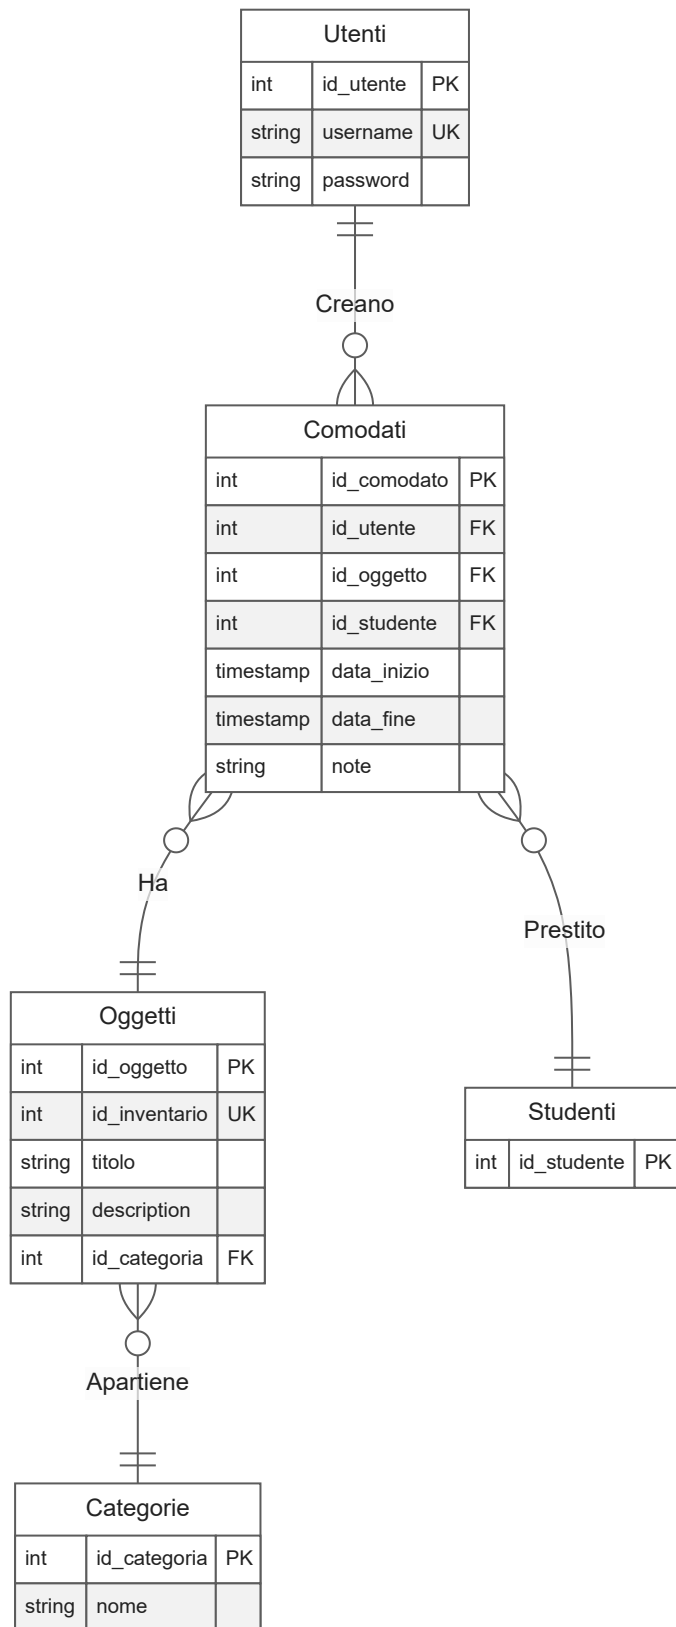 Utenti
int id_utente PK
string username UK
string password
Creano
Comodati
int id_comodato PK
int id_utente FK
int id_oggetto FK
int id_studente FK
timestamp data_inizio
timestamp data_fine
string note
Ha
Prestito
Oggetti
int id_oggetto PK
int id_inventario UK
string titolo
string description
int id_categoria FK
Studenti
int id_studente PK
Apartiene
Categorie
int id_categoria PK
string nome